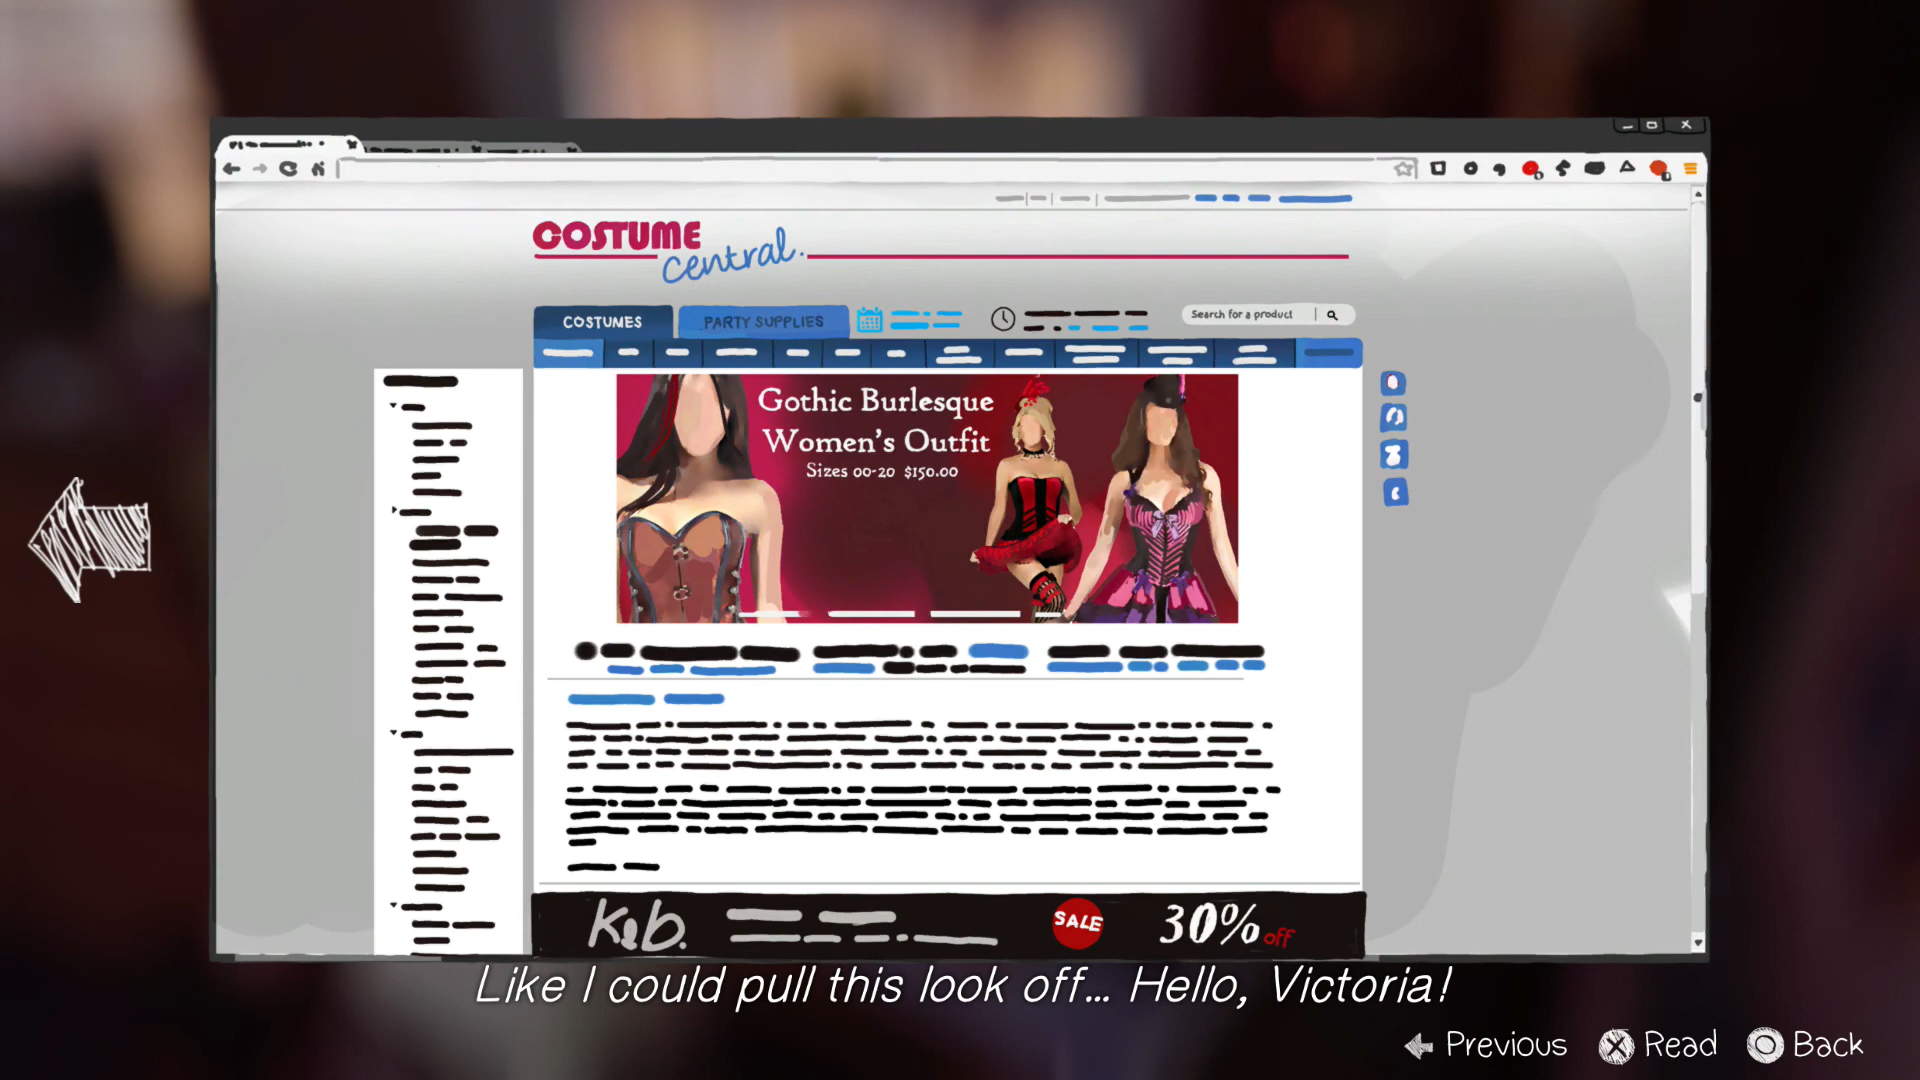 COSTUME
central.
COSTUMES
PARTY SUPPLIES
Search for a product
Gothic Burlesque
Women's Outfit
Sizes 00-20 $150.00
K&b.
SALE
30% off
Like I could pull this look off... Hello, Victoria!
Previous
Read
Back